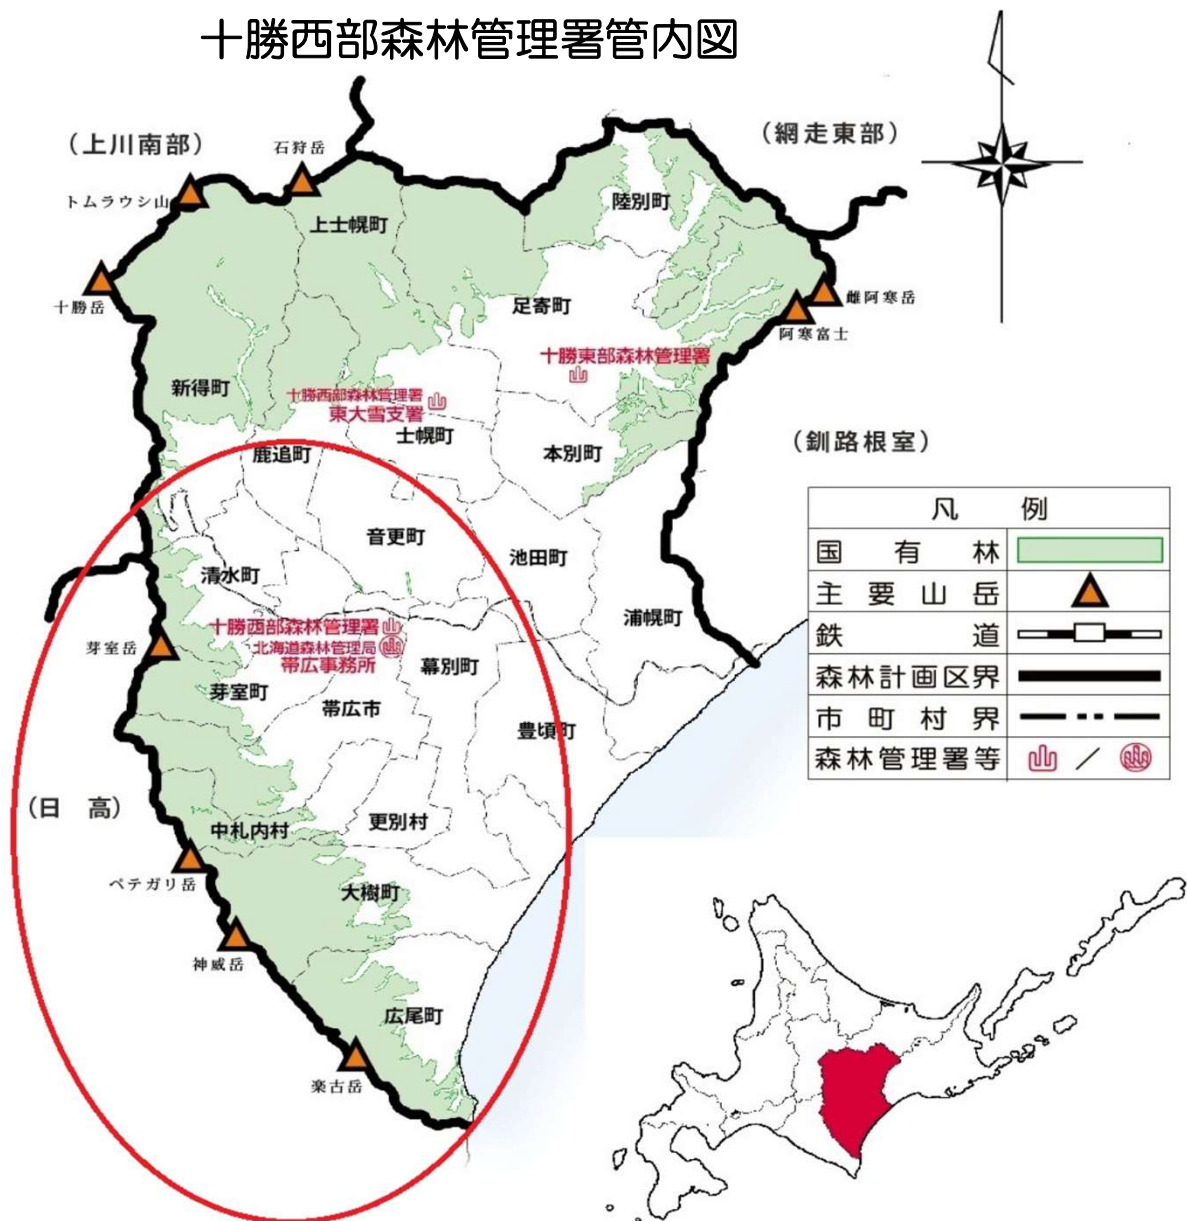 十勝西部森林管理署管内図
（上川南部）
石狩岳
（網走東部）
トムラウシ山
陸別町
上士幌町
十勝岳
足寄町
雌阿寒岳
阿寒富士
十勝東部森林管理署
新得町
十勝西部森林管理署
東大雪支署
士幌町
（釧路根室）
鹿追町
本別町
音更町
池田町
清水町
浦幌町
十勝西部森林管理署
北海道森林管理局
帯広事務所
芽室岳
幕別町
芽室町
帯広市
豊頃町
（日　高）
中札内村
更別村
ペテガリ岳
大樹町
神威岳
広尾町
楽古岳
凡　例
国有林
主要山岳
鉄道
森林計画区界
市町村界
森林管理署等
／